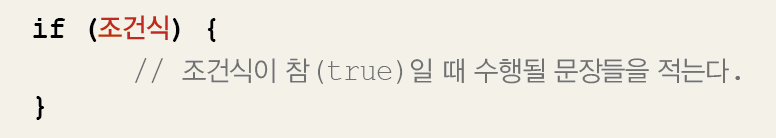 if (조건식) {
// 조건식이 참(true)일 때 수행될 문장들을 적는다.
}